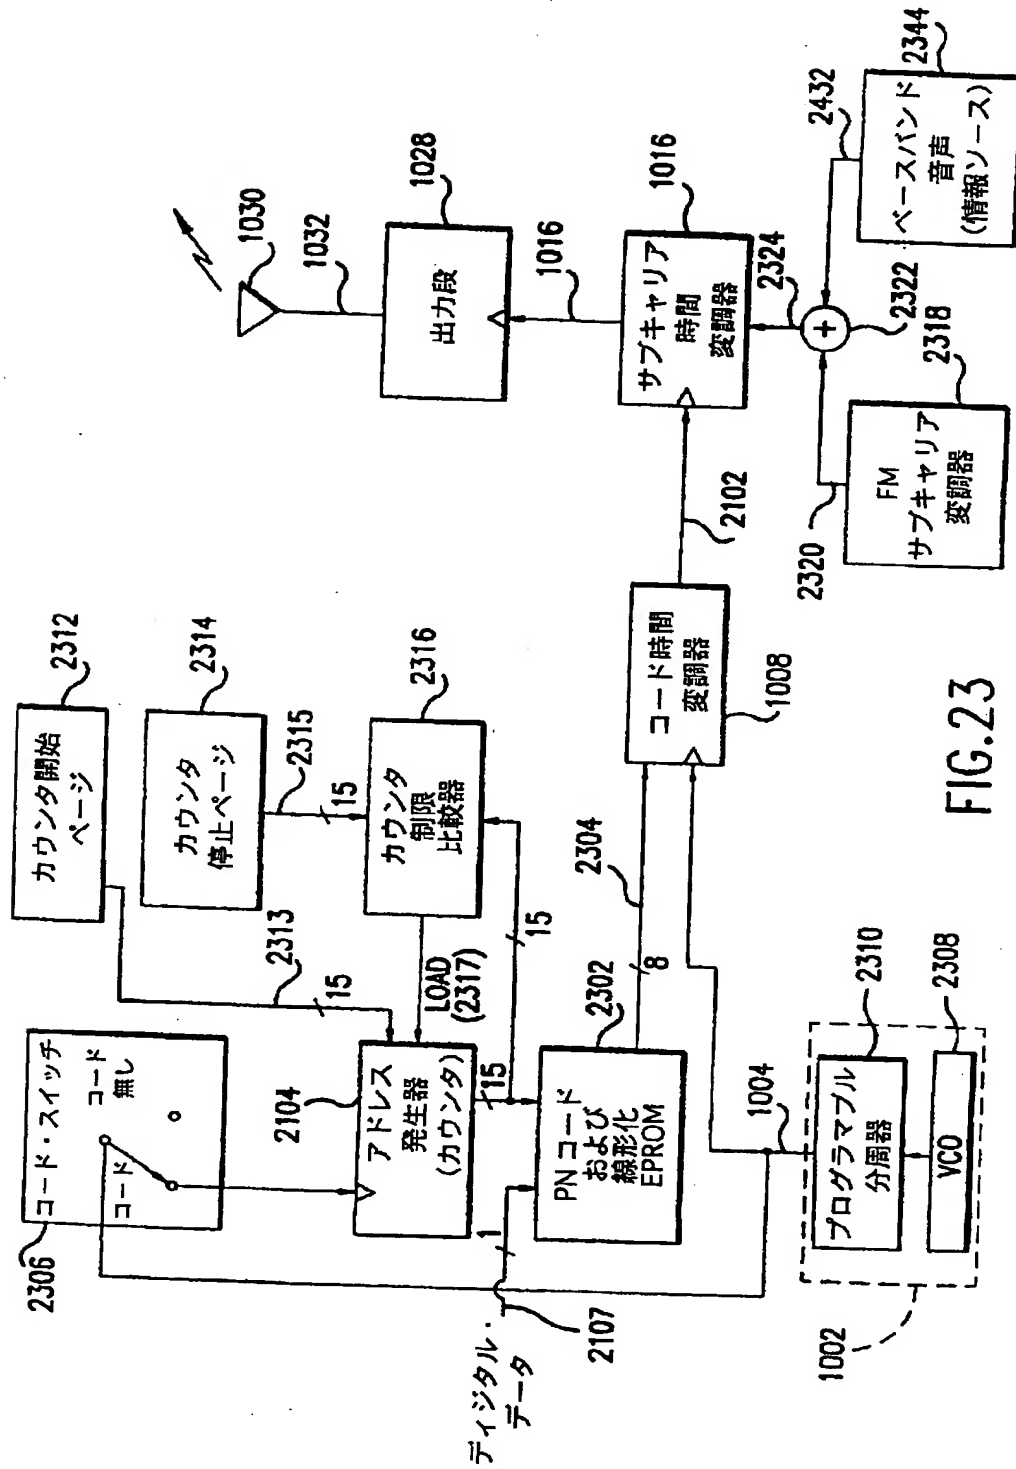 2306
コード・スイッチ
コード
コード
無し
2312
カウンタ開始
ページ
2313
15
2314
カウンタ
停止ページ
2315
15
2316
カウンタ
制限
比較器
LOAD
(2317)
2104
アドレス
発生器
(カウンタ)
15
15
ディジタル・
データ
2107
1
2302
PNコード
および
線形化
EPROM
8
2304
1002
1004
2310
プログラマブル
分周器
2308
VCO
コード時間
変調器
1008
2102
1030
1032
1028
出力段
1016
1016
サブキャリア
時間
変調器
2324
2322
+
2320
2318
FM
サブキャリア
変調器
2432
2344
ベースバンド
音声
(情報ソース)
FIG.23